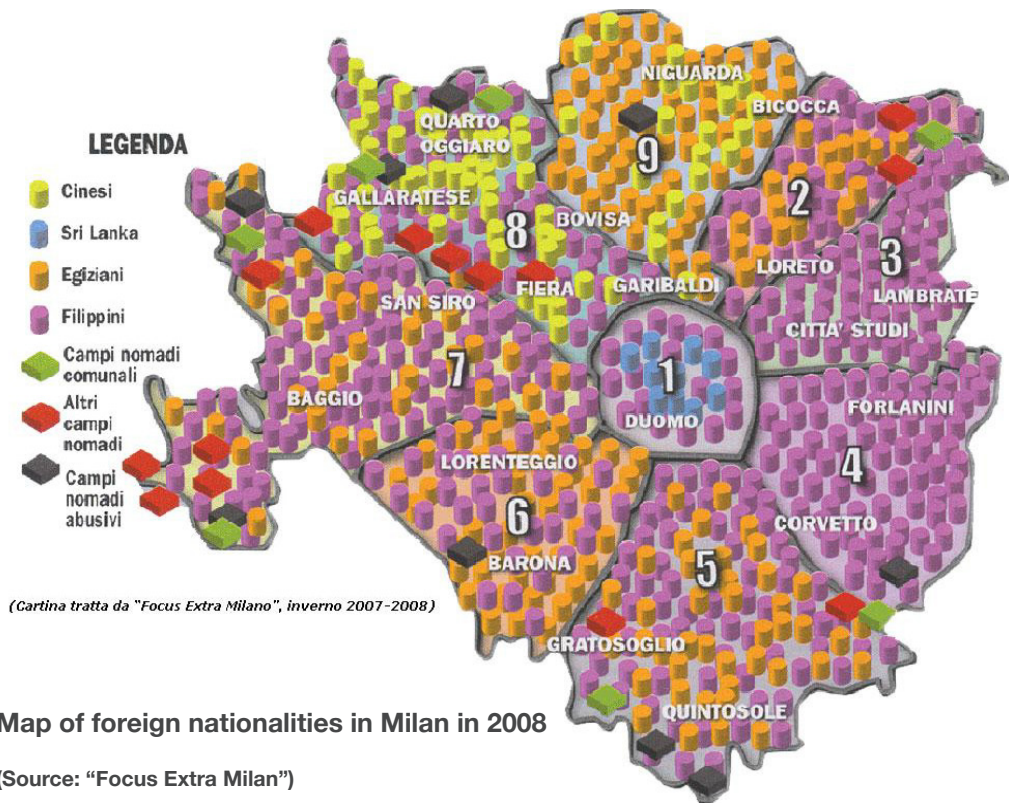 LEGENDA
Cinesi
Sri Lanka
Egiziani
Filippini
Campi nomadi
comunali
Altri
campi
nomadi
Campi
nomadi
abusivi
NIGUARDA
BICOCCA
QUARTO
OGGIARO
9
GALLARATESE
2
8
BOVISA
3
LORETO
FIERA
GARIBALDI
LAMBRATE
SAN SIRO
CITTA' STUDI
7
1
BAGGIO
FORLANINI
DUOMO
LORENTEGGIO
4
6
CORVETTO
BARONA
5
(Cartina tratta da "Focus Extra Milano", inverno 2007-2008)
GRATOSOGLIO
QUINTOSOLE
Map of foreign nationalities in Milan in 2008
(Source: “Focus Extra Milan”)